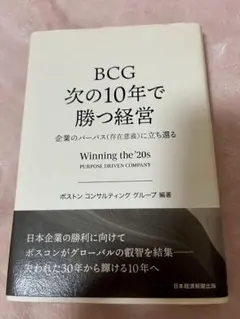 BCG
次の10年で
勝つ経営
企業のパーパス(存在意義)に立ち還る
Winning the '20s
PURPOSE DRIVEN COMPANY
ボストン コンサルティング グループ 編著
日本企業の勝利に向けて
ボスコンがグローバルの叡智を結集──
失われた30年から輝ける10年へ
日本経済新聞出版